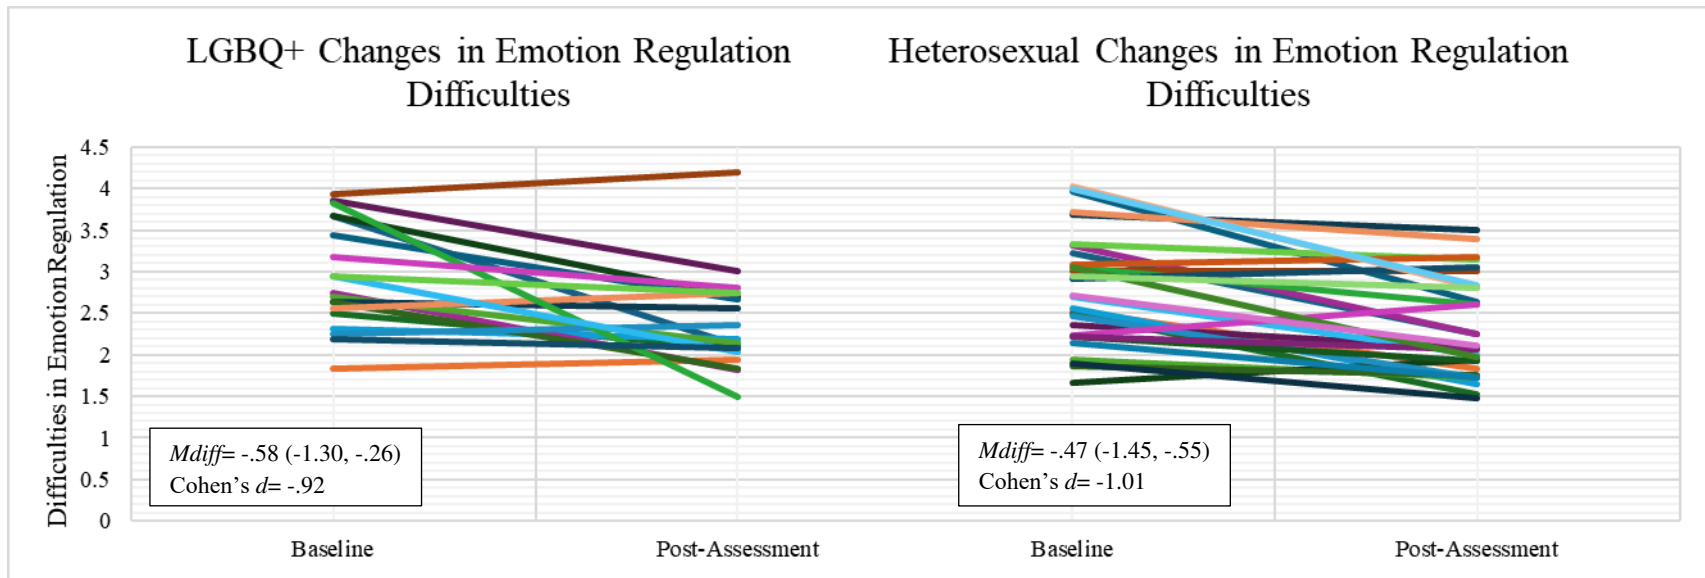 LGBQ+ Changes in Emotion Regulation
Difficulties
Heterosexual Changes in Emotion Regulation
Difficulties
Difficulties in Emotion Regulation
4.5
4
3.5
3
2.5
2
1.5
1
0.5
0
Mdiff= -.58 (-1.30, -.26)
Cohen's d= -.92
Mdiff= -.47 (-1.45, -.55)
Cohen's d= -1.01
Baseline
Post-Assessment
Baseline
Post-Assessment